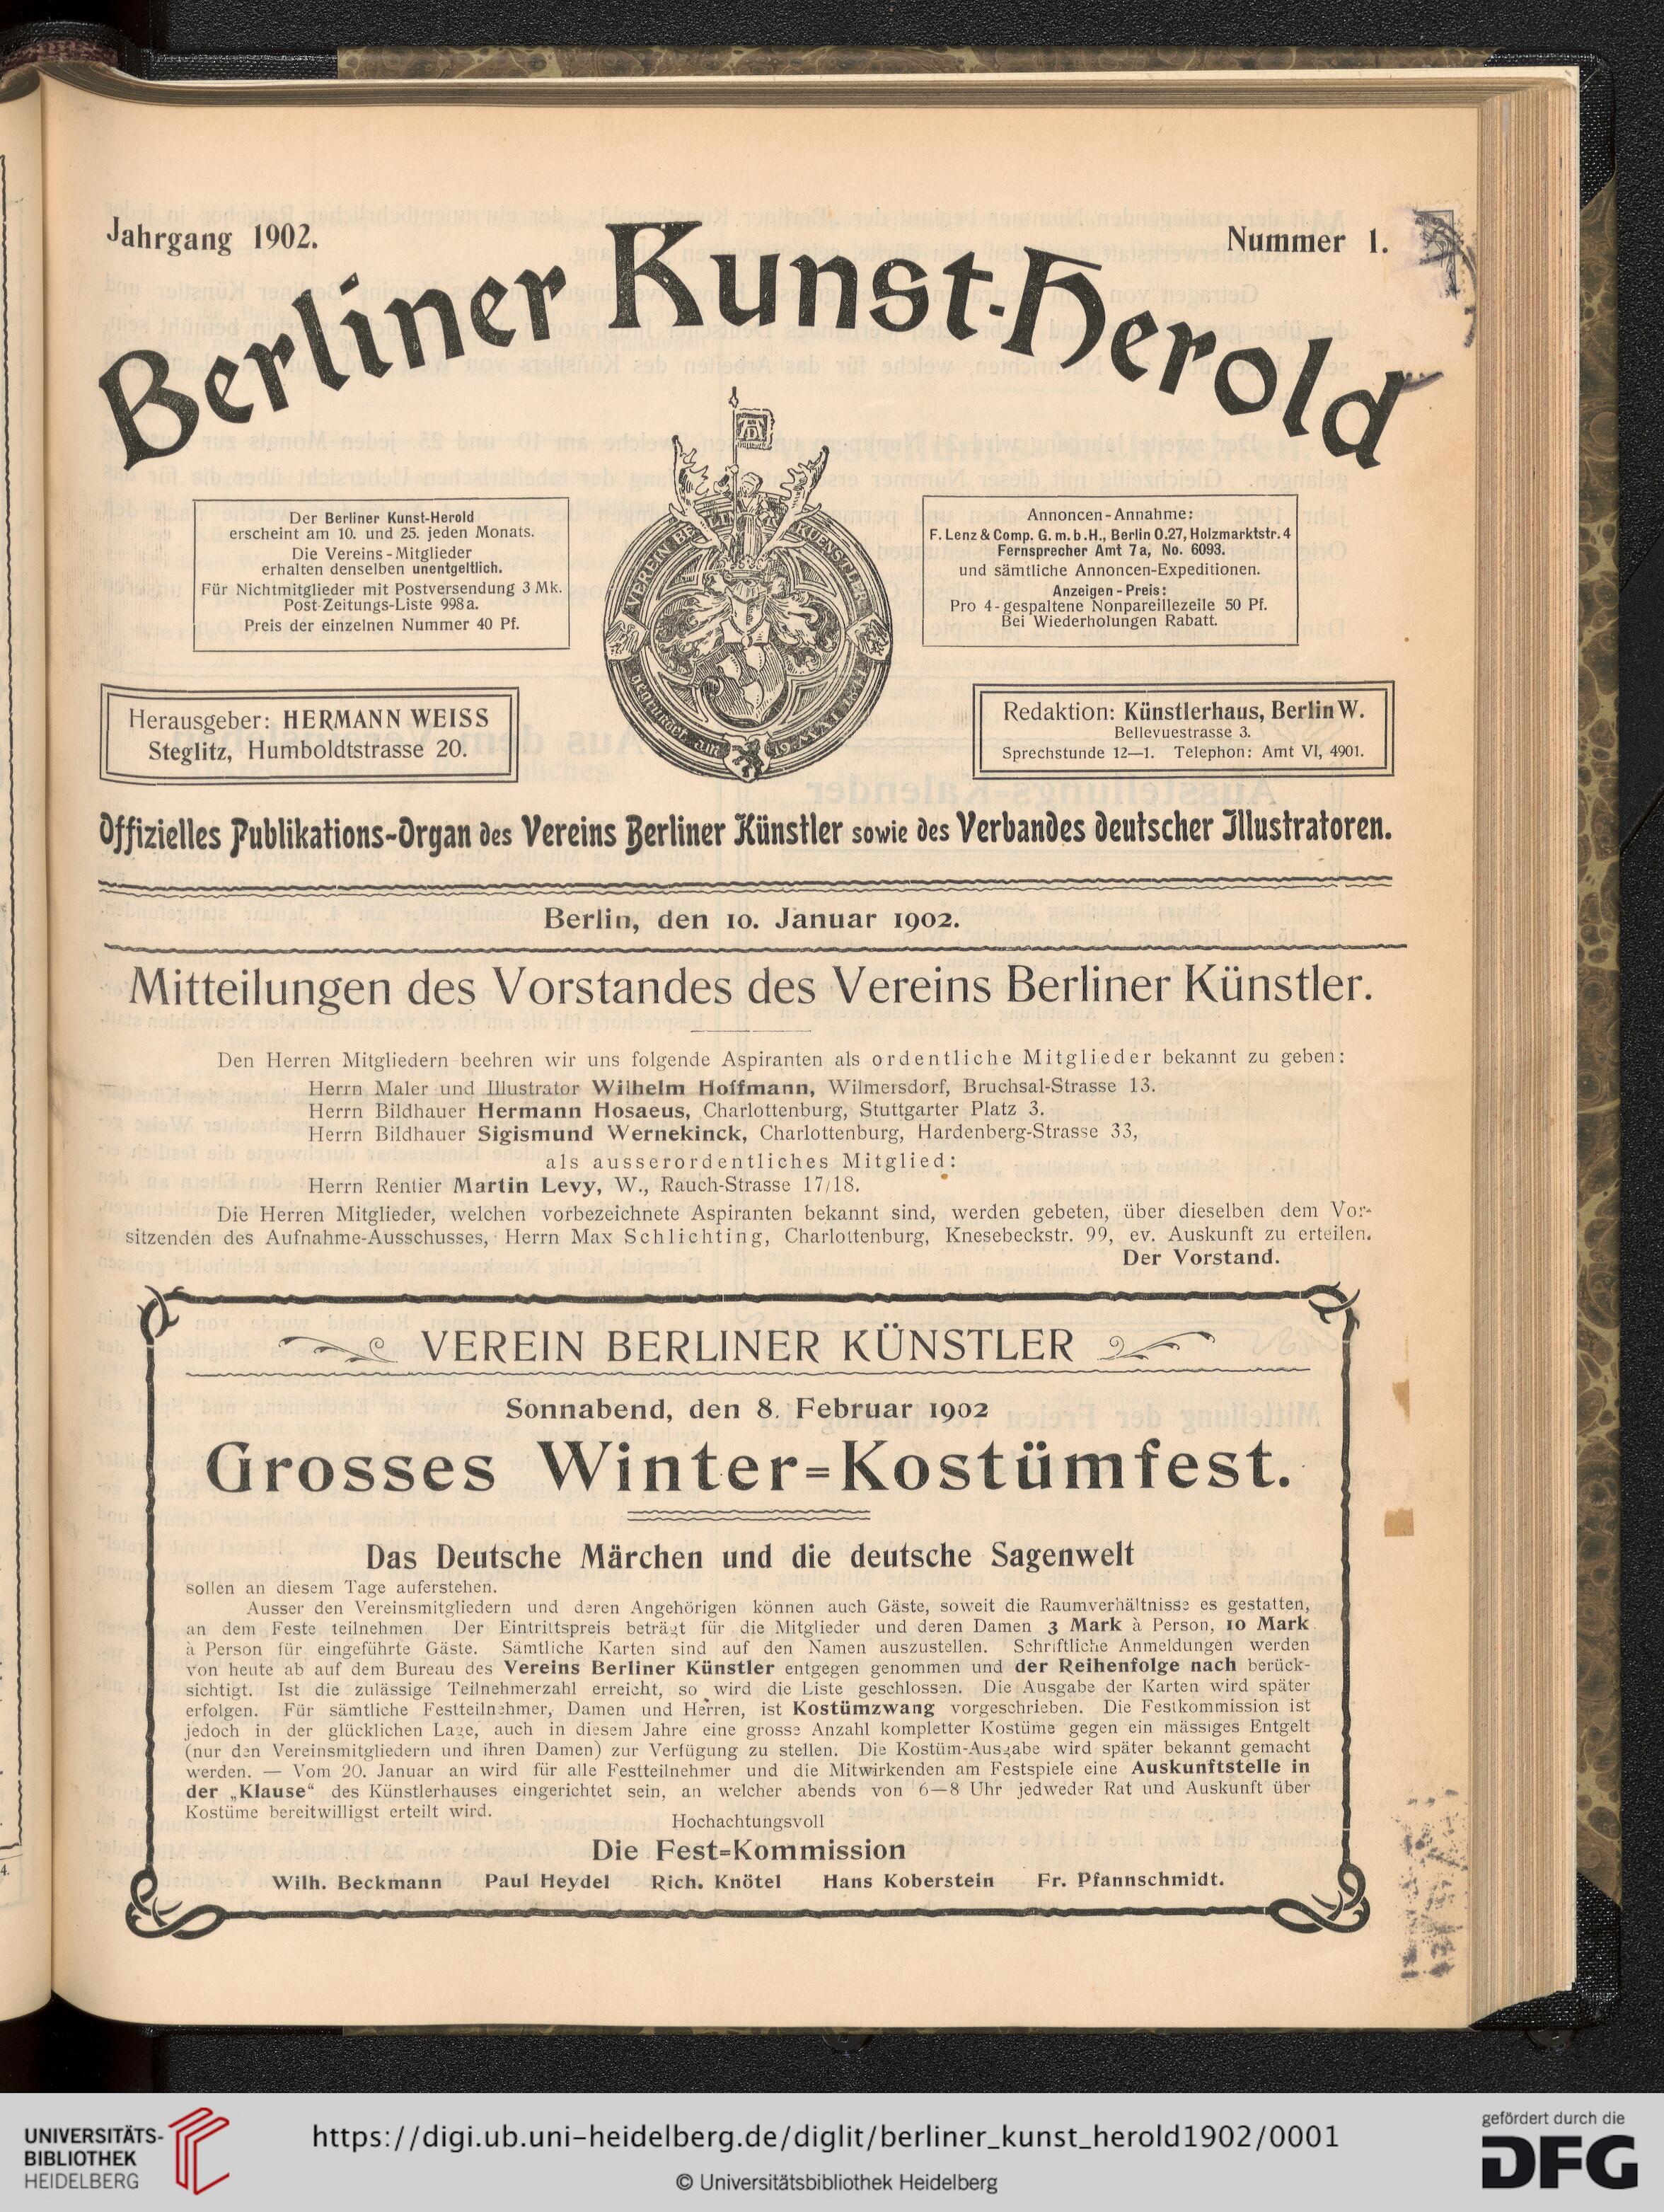 Jahrgang 1902.
Nummer 1.
Berliner Kunst-Herold
Der Berliner Kunst-Herold
erscheint am 10. und 25. jeden Monats.
Die Vereins-Mitglieder
erhalten denselben unentgeltlich.
Für Nichtmitglieder mit Postversendung 3 Mk.
Post-Zeitungs-Liste 998a.
Preis der einzelnen Nummer 40 Pf.
VEREIN BERLINER KUENSTLER
gegründet am 19. MAI 1841
Annoncen-Annahme:
F. Lenz & Comp. G. m. b. H., Berlin O.27, Holzmarktstr. 4
Fernsprecher Amt 7a, No. 6093.
und sämtliche Annoncen-Expeditionen.
Anzeigen-Preis:
Pro 4-gespaltene Nonpareillezeile 50 Pf.
Bei Wiederholungen Rabatt.
Herausgeber: HERMANN WEISS
Steglitz, Humboldtstrasse 20.
Redaktion: Künstlerhaus, Berlin W.
Bellevuestrasse 3.
Sprechstunde 12—1. Telephon: Amt VI, 4901.
Offizielles Publikations-Organ des Vereins Berliner Künstler sowie des Verbandes deutscher Illustratoren.
Berlin, den 10. Januar 1902.
Mitteilungen des Vorstandes des Vereins Berliner Künstler.
Den Herren Mitgliedern beehren wir uns folgende Aspiranten als ordentliche Mitglieder bekannt zu geben:
Herrn Maler und Illustrator Wilhelm Hoffmann, Wilmersdorf, Bruchsal-Strasse 13.
Herrn Bildhauer Hermann Hosaeus, Charlottenburg, Stuttgarter Platz 3.
Herrn Bildhauer Sigismund Wernekinck, Charlottenburg, Hardenberg-Strasse 33,
als ausserordentliches Mitglied:
Herrn Rentier Martin Levy, W., Rauch-Strasse 17/18.
Die Herren Mitglieder, welchen vorbezeichnete Aspiranten bekannt sind, werden gebeten, über dieselben dem Vor-
sitzenden des Aufnahme-Ausschusses, Herrn Max Schlichting, Charlottenburg, Knesebeckstr. 99, ev. Auskunft zu erteilen.
Der Vorstand.
VEREIN BERLINER KÜNSTLER
Sonnabend, den 8. Februar 1902
Grosses Winter=Kostümfest.
Das Deutsche Märchen und die deutsche Sagenwelt
sollen an diesem Tage auferstehen.
Ausser den Vereinsmitgliedern und deren Angehörigen können auch Gäste, soweit die Raumverhältnisse es gestatten,
an dem Feste teilnehmen. Der Eintrittspreis beträgt für die Mitglieder und deren Damen 3 Mark à Person, 10 Mark
à Person für eingeführte Gäste. Sämtliche Karten sind auf den Namen auszustellen. Schriftliche Anmeldungen werden
von heute ab auf dem Bureau des Vereins Berliner Künstler entgegen genommen und der Reihenfolge nach berück-
sichtigt. Ist die zulässige Teilnehmerzahl erreicht, so wird die Liste geschlossen. Die Ausgabe der Karten wird später
erfolgen. Für sämtliche Festteilnehmer, Damen und Herren, ist Kostümzwang vorgeschrieben. Die Festkommission ist
jedoch in der glücklichen Lage, auch in diesem Jahre eine grosse Anzahl kompletter Kostüme gegen ein mässiges Entgelt
(nur den Vereinsmitgliedern und ihren Damen) zur Verfügung zu stellen. Die Kostüm-Ausgabe wird später bekannt gemacht
werden. — Vom 20. Januar an wird für alle Festteilnehmer und die Mitwirkenden am Festspiele eine Auskunftstelle in
der „Klause“ des Künstlerhauses eingerichtet sein, an welcher abends von 6—8 Uhr jedweder Rat und Auskunft über
Kostüme bereitwilligst erteilt wird.
Hochachtungsvoll
Die Fest=Kommission
Wilh. Beckmann Paul Heydel Rich. Knötel Hans Koberstein Fr. Pfannschmidt.
UNIVERSITÄTS-
BIBLIOTHEK
HEIDELBERG
https://digi.ub.uni-heidelberg.de/diglit/berliner_kunst_herold1902/0001
© Universitätsbibliothek Heidelberg
gefördert durch die
DFG